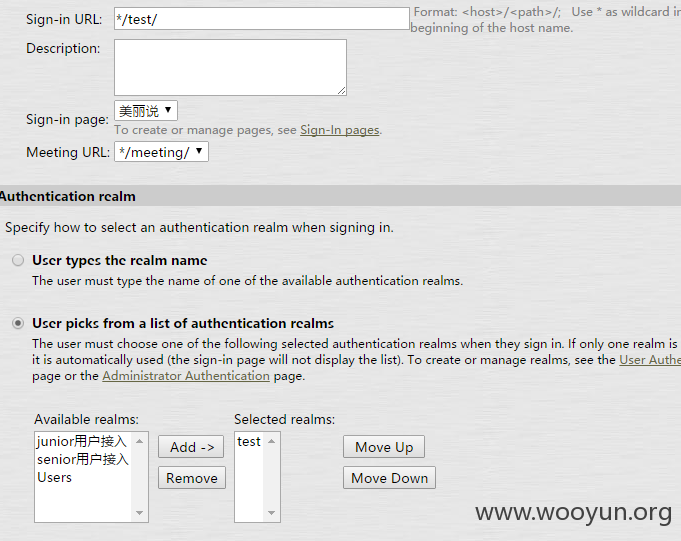 Sign-in URL: */test/ Format: <host>/<path>/; Use * as wildcard in
beginning of the host name.
Description:
Sign-in page: 美丽说
To create or manage pages, see Sign-In pages.
Meeting URL: */meeting/
Authentication realm
Specify how to select an authentication realm when signing in.
User types the realm name
The user must type the name of one of the available authentication realms.
User picks from a list of authentication realms
The user must choose one of the following selected authentication realms when they sign in. If only one realm is
it is automatically used (the sign-in page will not display the list). To create or manage realms, see the User Authe
page or the Administrator Authentication page.
Available realms: Selected realms:
junior用户接入 Add -> test Move Up
senior用户接入
Users Remove Move Down
www.wooyun.org